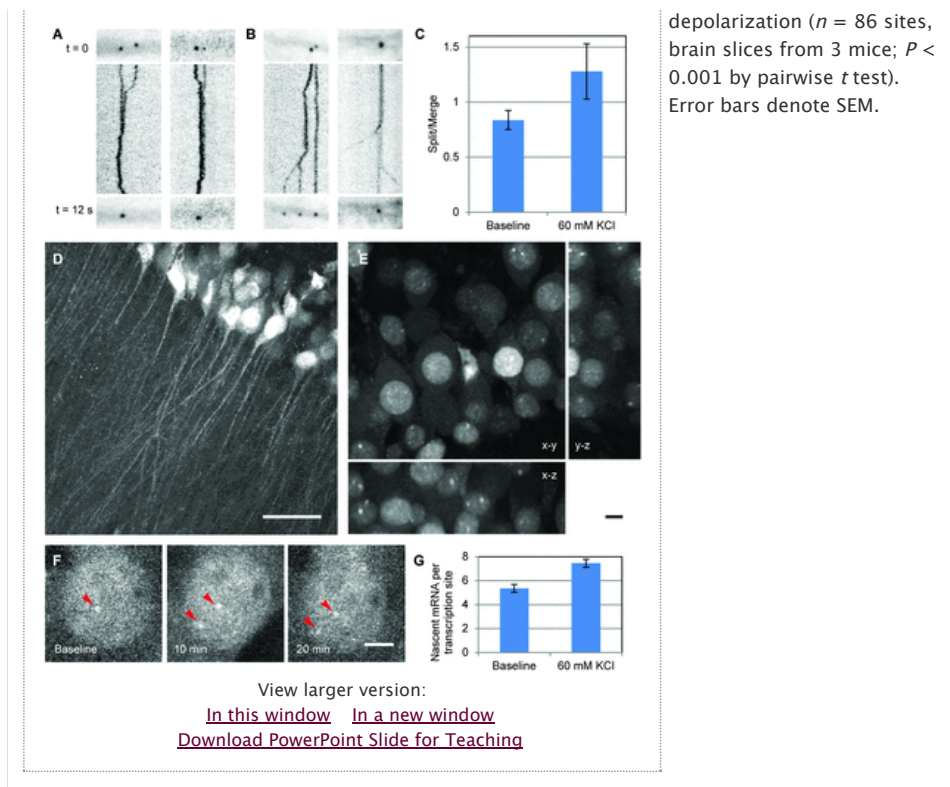 depolarization (n = 86 sites,
brain slices from 3 mice; P <
0.001 by pairwise t test).
Error bars denote SEM.
A
t = 0
t = 12 s
B
C
Split/Merge
1.5
1
0.5
0
Baseline
60 mM KCl
D
E
x-y
y-z
x-z
F
Baseline
10 min
20 min
G
Nascent mRNA per
transcription site
8
6
4
2
0
Baseline
60 mM KCl
View larger version:
In this window In a new window
Download PowerPoint Slide for Teaching